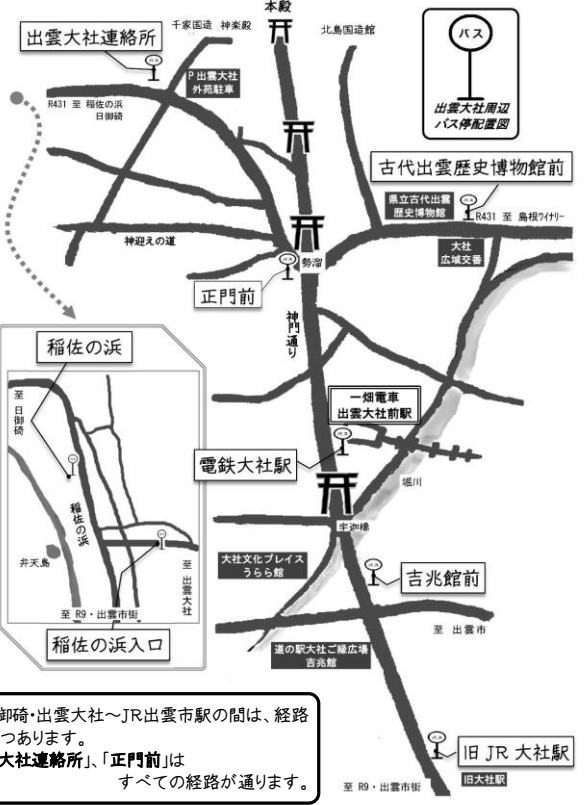 本殿
千家国造
神楽殿
北島国造館
バス
出雲大社周辺
バス停配置図
出雲大社連絡所
バス
P 出雲大社
外苑駐車
R431 至 稲佐の浜
日御碕
古代出雲歴史博物館前
県立古代出雲
歴史博物館
バス
R431 至 島根ワイナリー
大社
広域交番
神迎えの道
バス
勢溜
正門前
神門通り
稲佐の浜
至 日御碕
稲佐の浜
弁天島
至 出雲大社
至 R9・出雲市街
稲佐の浜入口
一畑電車
出雲大社前駅
バス
電鉄大社駅
堀川
宇迦橋
大社文化プレイス
うらら館
バス
吉兆館前
至 出雲市
道の駅大社ご縁広場
吉兆館
バス
旧 JR 大社駅
旧大社駅
至 R9・出雲市街
御碕・出雲大社～JR出雲市駅の間は、経路
つあります。
大社連絡所」、「正門前」は
すべての経路が通ります。